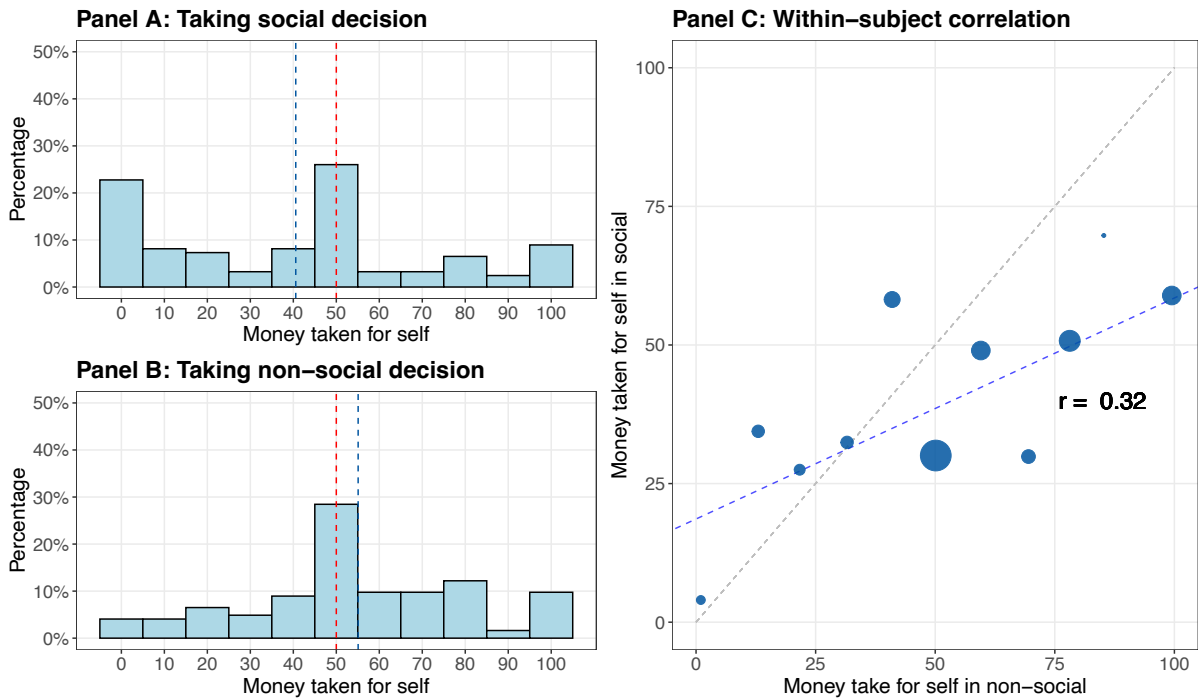 Panel A: Taking social decision
50%
40%
30%
20%
10%
0%
Percentage
0 10 20 30 40 50 60 70 80 90 100
Money taken for self
Panel B: Taking non−social decision
50%
40%
30%
20%
10%
0%
Percentage
0 10 20 30 40 50 60 70 80 90 100
Money taken for self
Panel C: Within−subject correlation
100
75
50
25
0
Money taken for self in social
r = 0.32
0 25 50 75 100
Money take for self in non−social